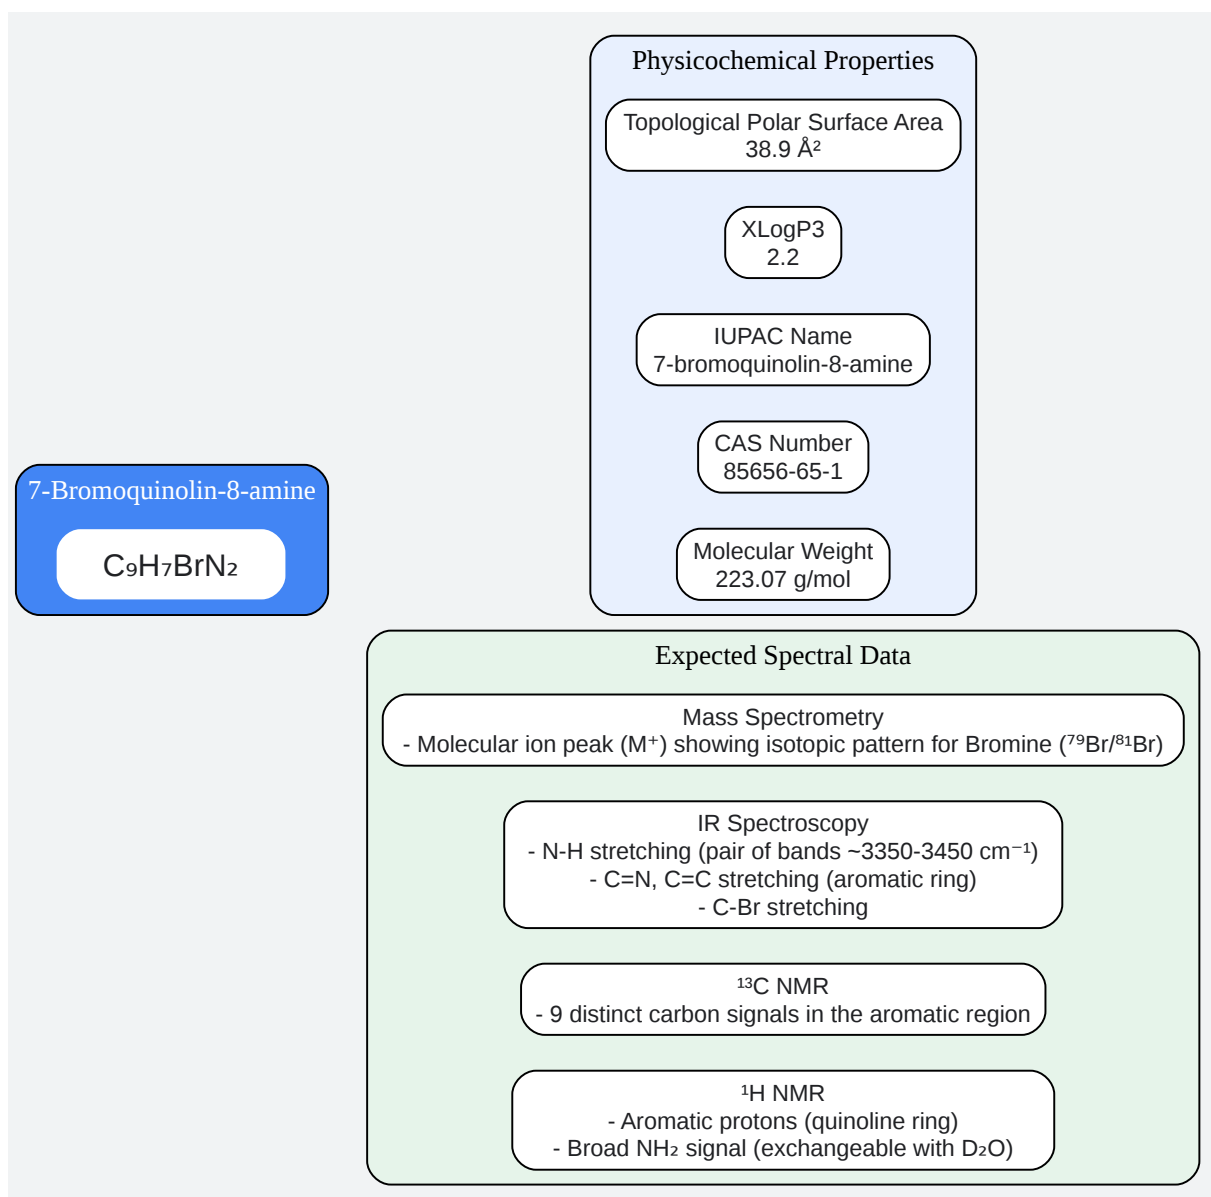 Physicochemical Properties
Topological Polar Surface Area
38.9 Å²
XLogP3
2.2
IUPAC Name
7-bromoquinolin-8-amine
CAS Number
85656-65-1
Molecular Weight
223.07 g/mol
7-Bromoquinolin-8-amine
C₉H₇BrN₂
Expected Spectral Data
Mass Spectrometry
- Molecular ion peak (M⁺) showing isotopic pattern for Bromine (⁷⁹Br/⁸¹Br)
IR Spectroscopy
- N-H stretching (pair of bands ~3350-3450 cm⁻¹)
- C=N, C=C stretching (aromatic ring)
- C-Br stretching
¹³C NMR
- 9 distinct carbon signals in the aromatic region
¹H NMR
- Aromatic protons (quinoline ring)
- Broad NH₂ signal (exchangeable with D₂O)